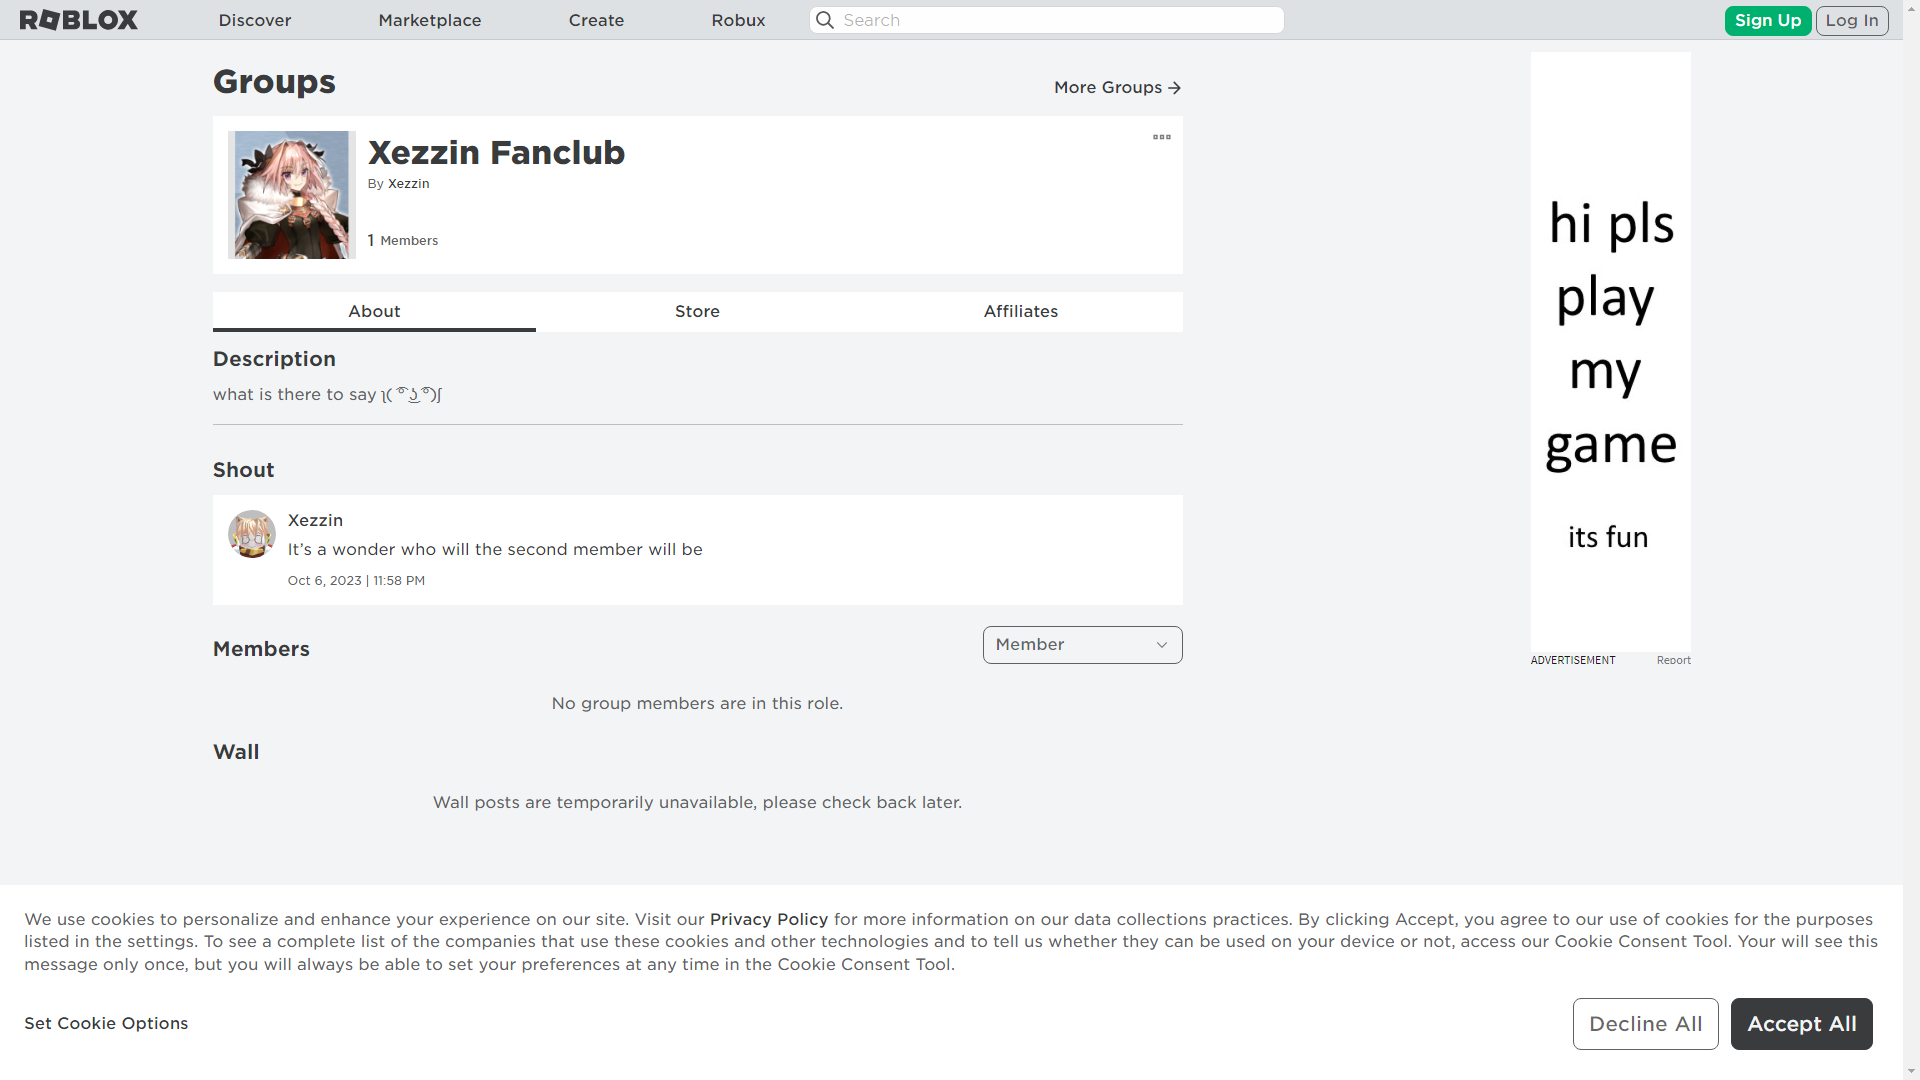 ROBLOX
Discover
Marketplace
Create
Robux
Search
Sign Up
Log In
Groups
More Groups
Xezzin Fanclub
By Xezzin
1 Members
About
Store
Affiliates
Description
what is there to say ʅ( ͡° ͜ʖ ͡°)ʃ
Shout
Xezzin
It’s a wonder who will the second member will be
Oct 6, 2023 | 11:58 PM
Members
Member
No group members are in this role.
Wall
Wall posts are temporarily unavailable, please check back later.
hi pls
play
my
game
its fun
ADVERTISEMENT
Report
We use cookies to personalize and enhance your experience on our site. Visit our Privacy Policy for more information on our data collections practices. By clicking Accept, you agree to our use of cookies for the purposes
listed in the settings. To see a complete list of the companies that use these cookies and other technologies and to tell us whether they can be used on your device or not, access our Cookie Consent Tool. Your will see this
message only once, but you will always be able to set your preferences at any time in the Cookie Consent Tool.
Set Cookie Options
Decline All
Accept All